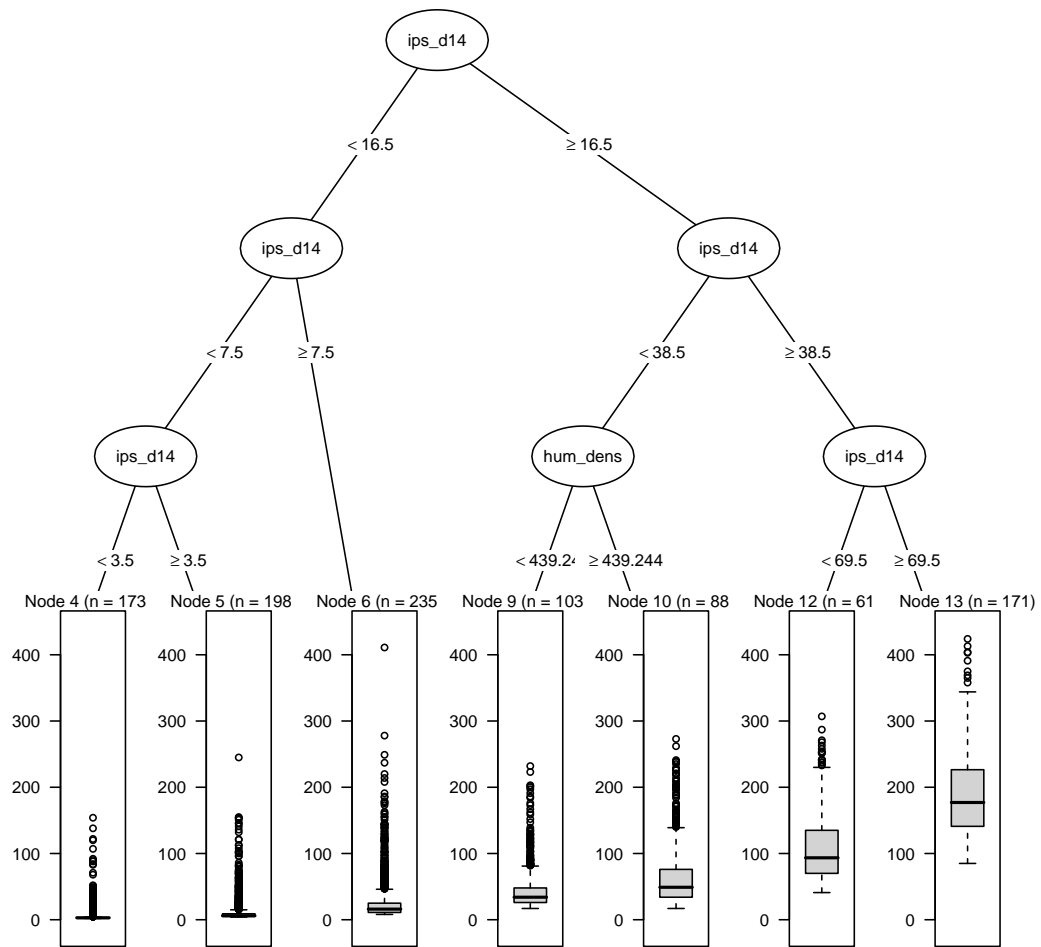 ips_d14
< 16.5 ≥ 16.5
ips_d14 ips_d14
< 7.5 ≥ 7.5 < 38.5 ≥ 38.5
ips_d14 hum_dens ips_d14
< 3.5 ≥ 3.5 < 439.24 ≥ 439.244 < 69.5 ≥ 69.5
Node 4 (n = 173 Node 5 (n = 198 Node 6 (n = 235 Node 9 (n = 103 Node 10 (n = 88 Node 12 (n = 61 Node 13 (n = 171)
400 400 400 400 400 400 400
300 300 300 300 300 300 300
200 200 200 200 200 200 200
100 100 100 100 100 100 100
0 0 0 0 0 0 0